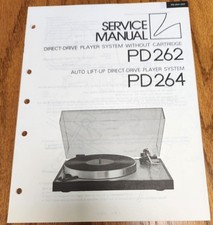 SERVICE
MANUAL
DIRECT-DRIVE PLAYER SYSTEM WITHOUT CARTRIDGE
PD262
AUTO LIFT-UP DIRECT-DRIVE PLAYER SYSTEM
PD264